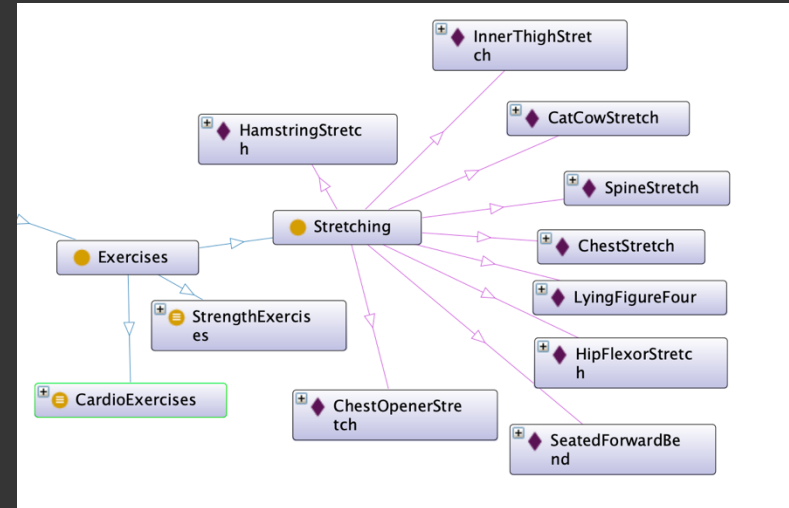 InnerThighStret
ch
CatCowStretch
HamstringStretc
h
SpineStretch
Stretching
ChestStretch
Exercises
LyingFigureFour
StrengthExercis
es
HipFlexorStretc
h
CardioExercises
ChestOpenerStre
tch
SeatedForwardBe
nd